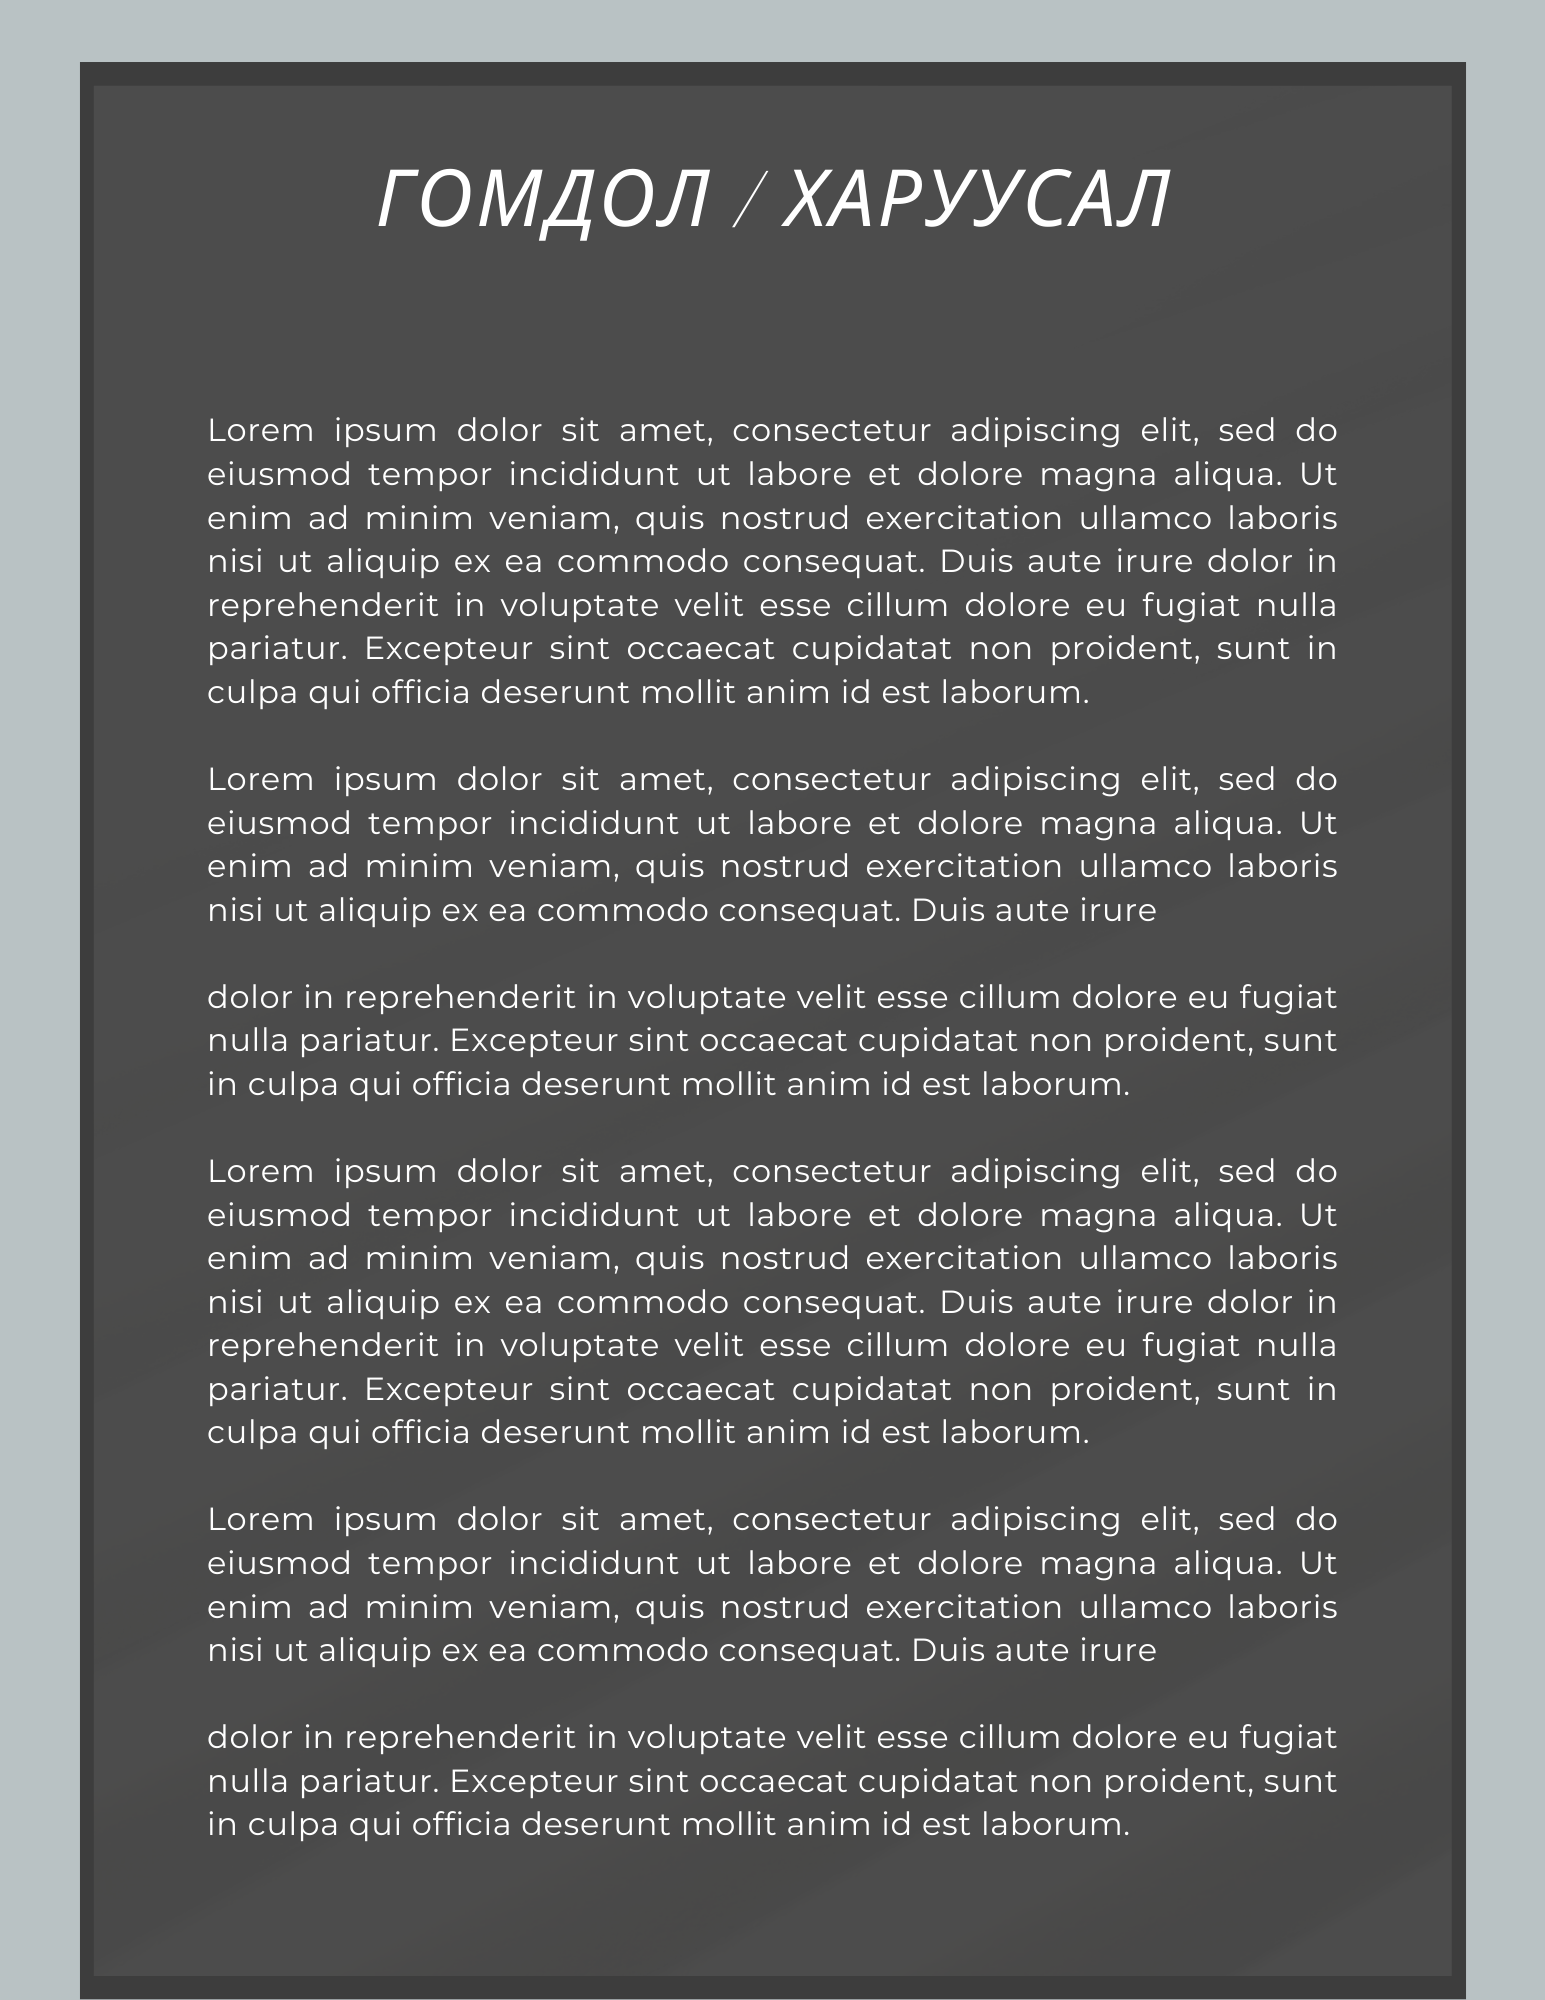 ГОМДОЛ / ХАРУУСАЛ
Lorem ipsum dolor sit amet, consectetur adipiscing elit, sed do
eiusmod tempor incididunt ut labore et dolore magna aliqua. Ut
enim ad minim veniam, quis nostrud exercitation ullamco laboris
nisi ut aliquip ex ea commodo consequat. Duis aute irure dolor in
reprehenderit in voluptate velit esse cillum dolore eu fugiat nulla
pariatur. Excepteur sint occaecat cupidatat non proident, sunt in
culpa qui officia deserunt mollit anim id est laborum.
Lorem ipsum dolor sit amet, consectetur adipiscing elit, sed do
eiusmod tempor incididunt ut labore et dolore magna aliqua. Ut
enim ad minim veniam, quis nostrud exercitation ullamco laboris
nisi ut aliquip ex ea commodo consequat. Duis aute irure
dolor in reprehenderit in voluptate velit esse cillum dolore eu fugiat
nulla pariatur. Excepteur sint occaecat cupidatat non proident, sunt
in culpa qui officia deserunt mollit anim id est laborum.
Lorem ipsum dolor sit amet, consectetur adipiscing elit, sed do
eiusmod tempor incididunt ut labore et dolore magna aliqua. Ut
enim ad minim veniam, quis nostrud exercitation ullamco laboris
nisi ut aliquip ex ea commodo consequat. Duis aute irure dolor in
reprehenderit in voluptate velit esse cillum dolore eu fugiat nulla
pariatur. Excepteur sint occaecat cupidatat non proident, sunt in
culpa qui officia deserunt mollit anim id est laborum.
Lorem ipsum dolor sit amet, consectetur adipiscing elit, sed do
eiusmod tempor incididunt ut labore et dolore magna aliqua. Ut
enim ad minim veniam, quis nostrud exercitation ullamco laboris
nisi ut aliquip ex ea commodo consequat. Duis aute irure
dolor in reprehenderit in voluptate velit esse cillum dolore eu fugiat
nulla pariatur. Excepteur sint occaecat cupidatat non proident, sunt
in culpa qui officia deserunt mollit anim id est laborum.